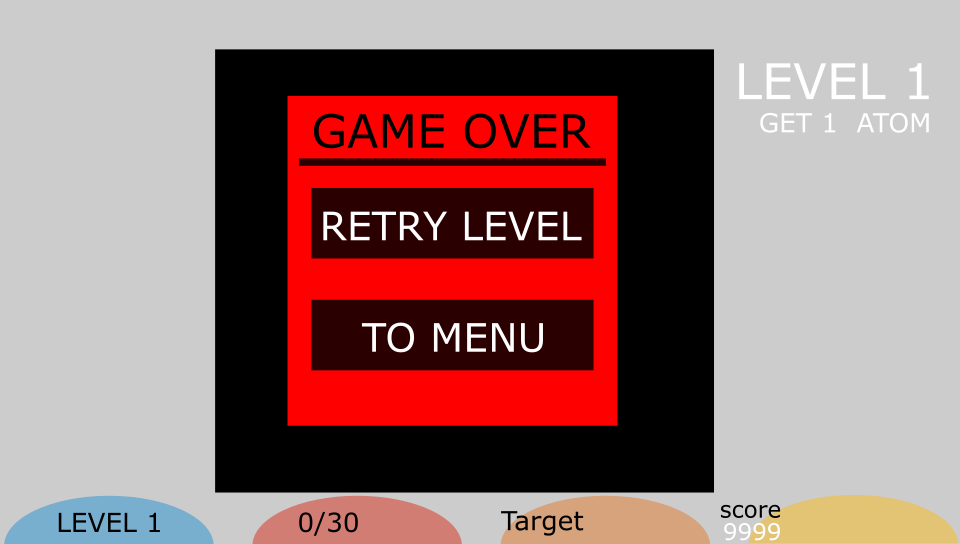 LEVEL 1
GET 1 ATOM
GAME OVER
RETRY LEVEL
TO MENU
LEVEL 1
0/30
Target
score
9999